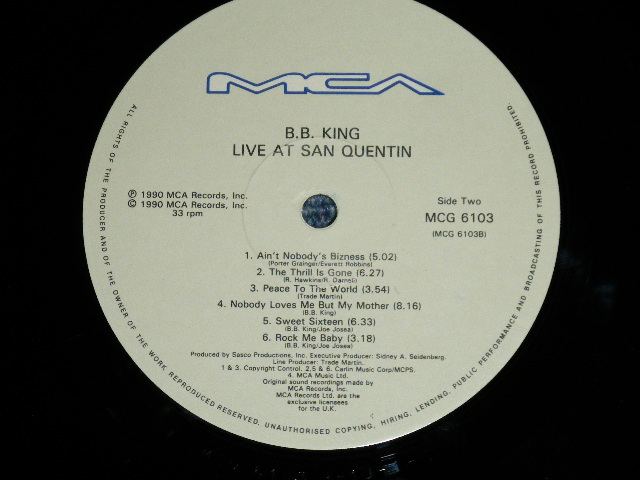 MCA
B.B. KING
LIVE AT SAN QUENTIN
℗ 1990 MCA Records, Inc.
© 1990 MCA Records, Inc.
33 rpm
Side Two
MCG 6103
(MCG 6103B)
1. Ain't Nobody's Bizness (5.02)
(Porter Grainger/Everett Robbins)
2. The Thrill Is Gone (6.27)
(R. Hawkins/R. Darnell)
3. Peace To The World (3.54)
(Trade Martin)
4. Nobody Loves Me But My Mother (8.16)
(B.B. King)
5. Sweet Sixteen (6.33)
(B.B. King/Joe Josea)
6. Rock Me Baby (3.18)
(B.B. King/Joe Josea)
Produced by Sasco Productions, Inc. Executive Producer: Sidney A. Seidenberg.
Line Producer: Trade Martin.
1 & 3. Copyright Control. 2,5 & 6. Carlin Music Corp/MCPS.
4. MCA Music Ltd.
Original sound recordings made by
MCA Records, Inc.
MCA Records Ltd. are the
exclusive licensees
for the U.K.
ALL RIGHTS OF THE PRODUCER AND OF THE OWNER OF THE WORK REPRODUCED RESERVED. UNAUTHORISED COPYING, HIRING, LENDING, PUBLIC PERFORMANCE AND BROADCASTING OF THIS RECORD PROHIBITED.